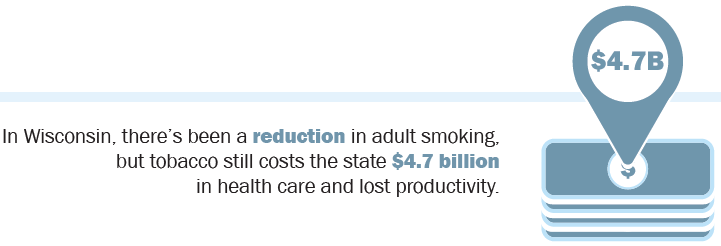 $4.7B
In Wisconsin, there's been a reduction in adult smoking,
but tobacco still costs the state $4.7 billion
in health care and lost productivity.
$